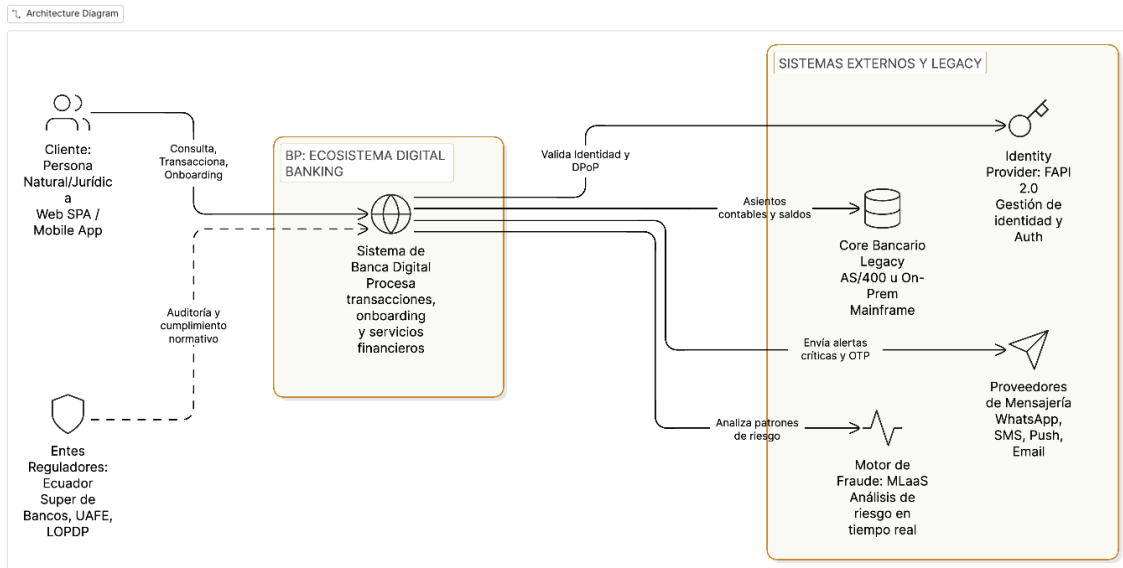 Architecture Diagram
SISTEMAS EXTERNOS Y LEGACY
Cliente:
Persona
Natural/Jurídic
a
Web SPA /
Mobile App
Consulta,
Transacciona,
Onboarding
BP: ECOSISTEMA DIGITAL
BANKING
Valida Identidad y
DPoP
Identity
Provider: FAPI
2.0
Gestión de
identidad y
Auth
Asientos
contables y saldos
Sistema de
Banca Digital
Procesa
transacciones,
onboarding
y servicios
financieros
Core Bancario
Legacy
AS/400 u On-
Prem
Mainframe
Auditoría y
cumplimiento
normativo
Envía alertas
críticas y OTP
Proveedores
de Mensajería
WhatsApp,
SMS, Push,
Email
Analiza patrones
de riesgo
Entes
Reguladores:
Ecuador
Super de
Bancos, UAFE,
LOPDP
Motor de
Fraude: MLaaS
Análisis de
riesgo en
tiempo real